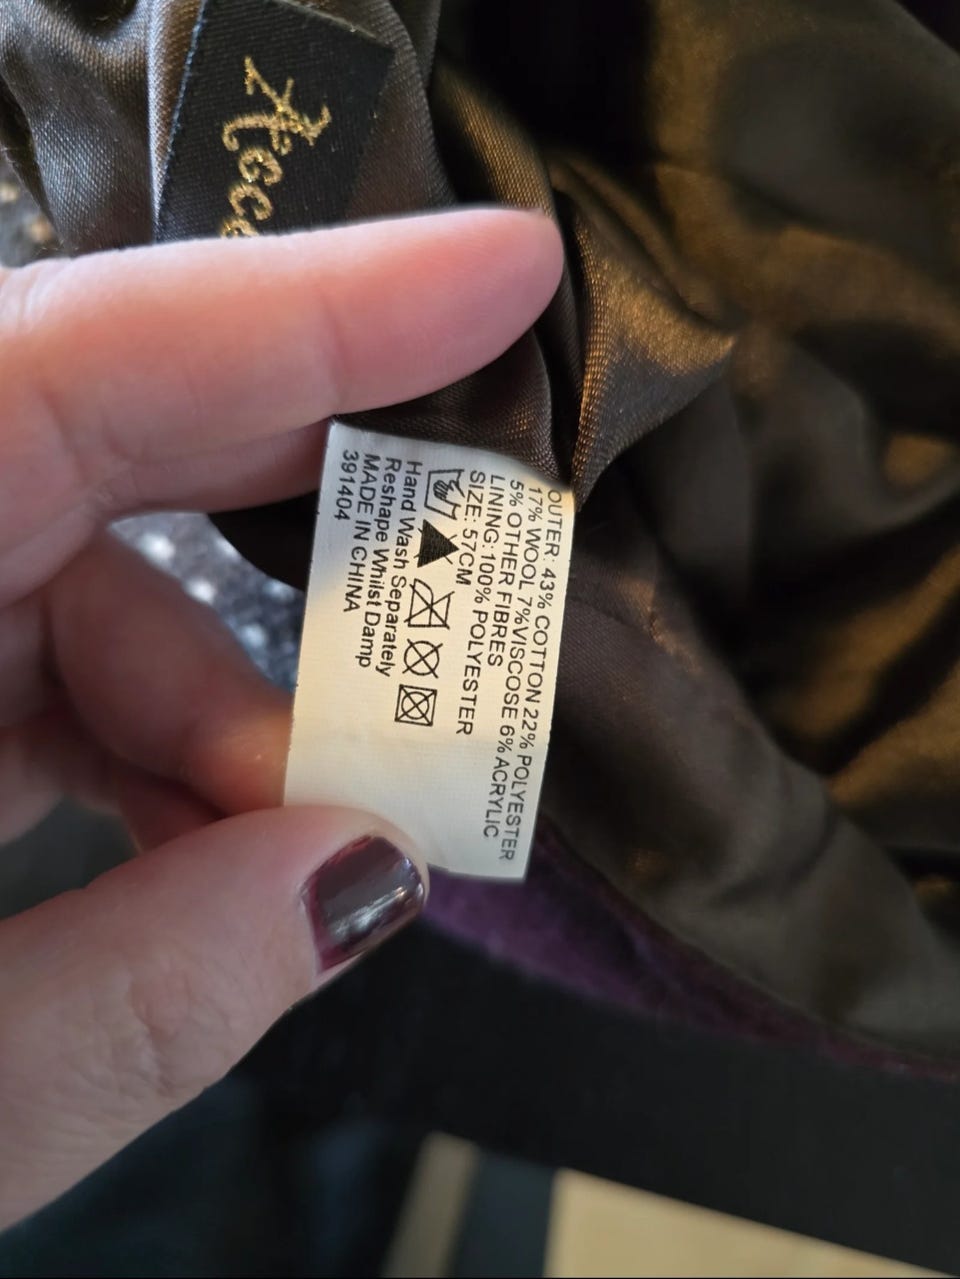 Acce
OUTER: 43% COTTON 22% POLYESTER
17% WOOL 7%VISCOSE 6% ACRYLIC
5% OTHER FIBRES
LINING: 100% POLYESTER
SIZE: 57CM
Hand Wash Separately
Reshape Whilst Damp
MADE IN CHINA
391404